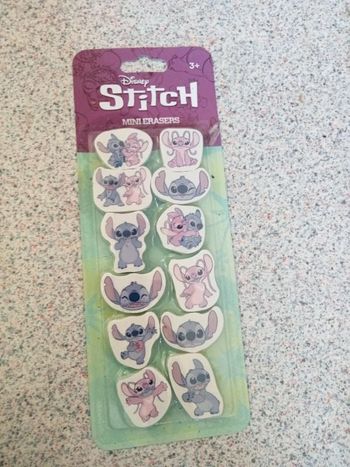 3+
Disney
STITCH
MINI ERASERS